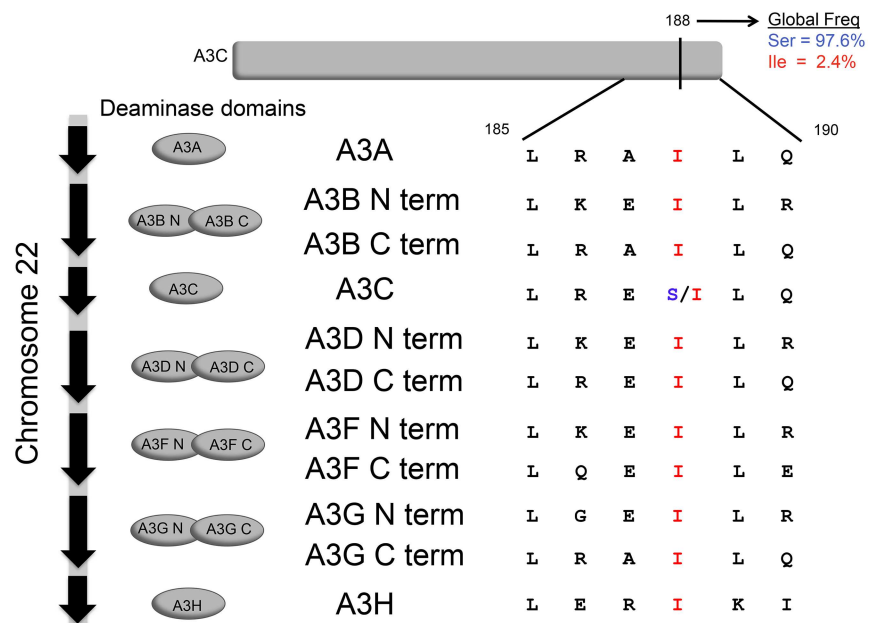 188 Global Freq
Ser = 97.6%
Ile = 2.4%
A3C
Deaminase domains
185 190
Chromosome 22
A3A A3A L R A I L Q
A3B N A3B C
A3B N term L K E I L R
A3B C term L R A I L Q
A3C A3C L R E S/I L Q
A3D N A3D C
A3D N term L K E I L R
A3D C term L R E I L Q
A3F N A3F C
A3F N term L K E I L R
A3F C term L Q E I L E
A3G N A3G C
A3G N term L G E I L R
A3G C term L R A I L Q
A3H A3H L E R I K I